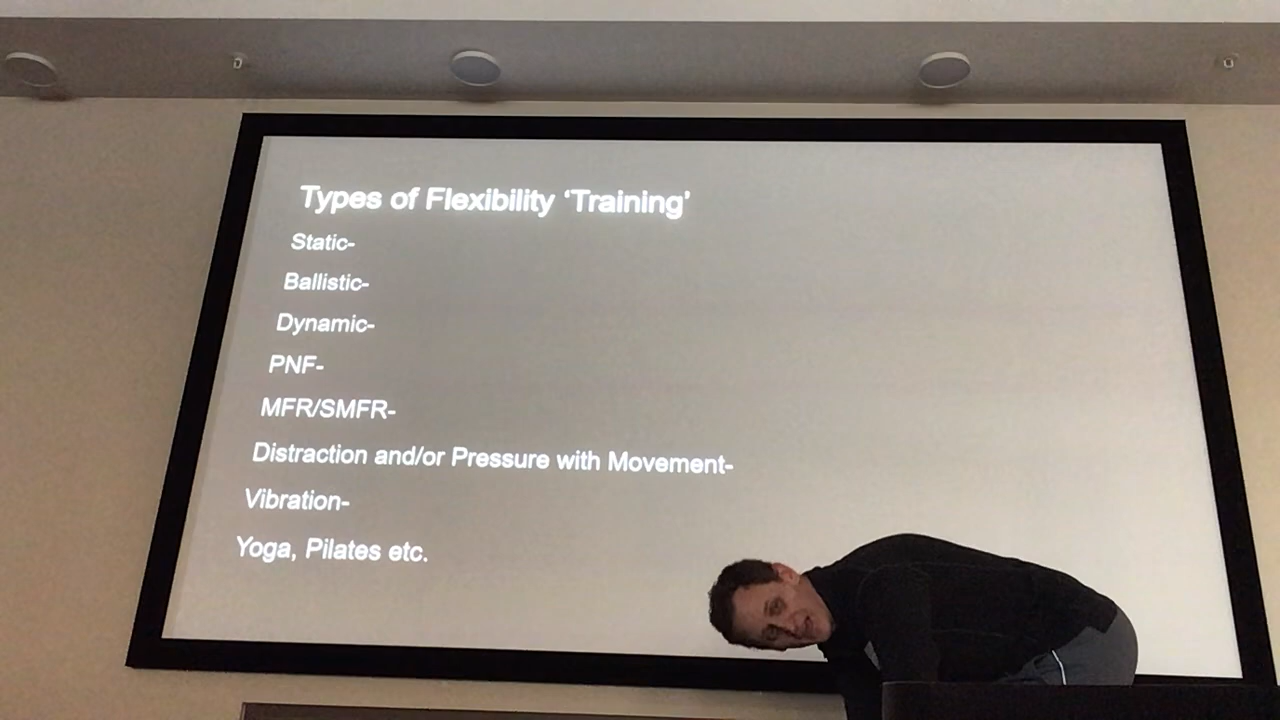 Types of Flexibility ‘Training’
Static-
Ballistic-
Dynamic-
PNF-
MFR/SMFR-
Distraction and/or Pressure with Movement-
Vibration-
Yoga, Pilates etc.